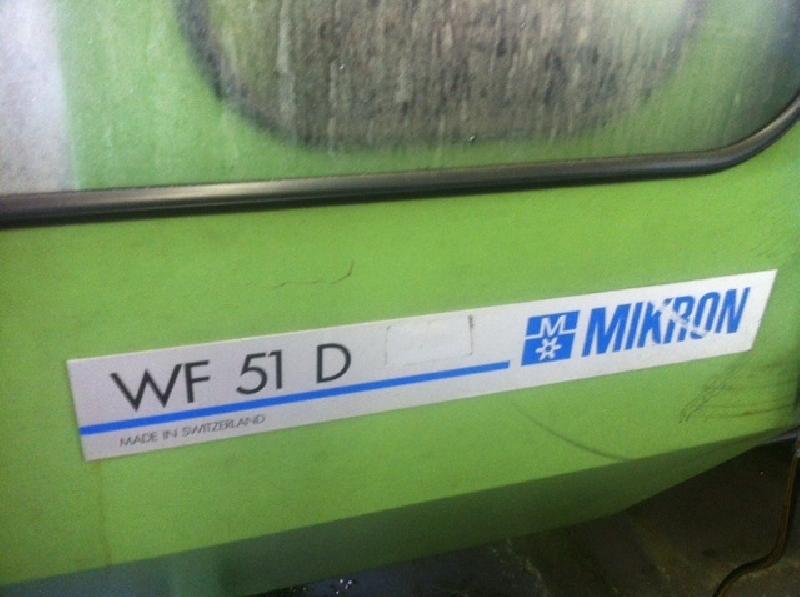 WF 51 D
M MIKRON
MADE IN SWITZERLAND